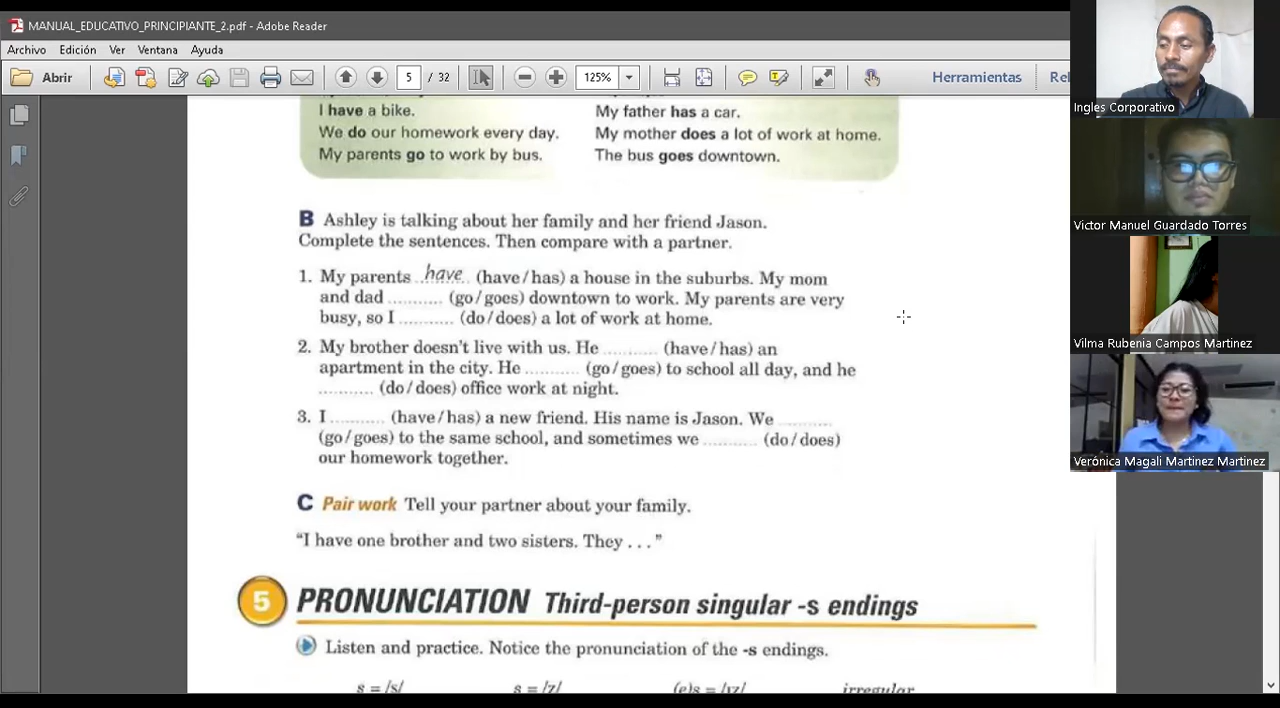 MANUAL_EDUCATIVO_PRINCIPIANTE_2.pdf - Adobe Reader
Archivo Edición Ver Ventana Ayuda
Abrir 5 / 32 125% Herramientas
I have a bike. My father has a car.
We do our homework every day. My mother does a lot of work at home.
My parents go to work by bus. The bus goes downtown.
B Ashley is talking about her family and her friend Jason.
Complete the sentences. Then compare with a partner.
1. My parents have (have/has) a house in the suburbs. My mom
and dad .......... (go/goes) downtown to work. My parents are very
busy, so I .......... (do/does) a lot of work at home.
2. My brother doesn't live with us. He .......... (have/has) an
apartment in the city. He .......... (go/goes) to school all day, and he
.......... (do/does) office work at night.
3. I .......... (have/has) a new friend. His name is Jason. We ..........
(go/goes) to the same school, and sometimes we .......... (do/does)
our homework together.
C Pair work Tell your partner about your family.
"I have one brother and two sisters. They . . . "
5 PRONUNCIATION Third-person singular -s endings
Listen and practice. Notice the pronunciation of the -s endings.
s = /s/ s = /z/ (e)s = /ɪz/ irregular
Ingles Corporativo
Victor Manuel Guardado Torres
Vilma Rubenia Campos Martinez
Verónica Magali Martinez Martinez